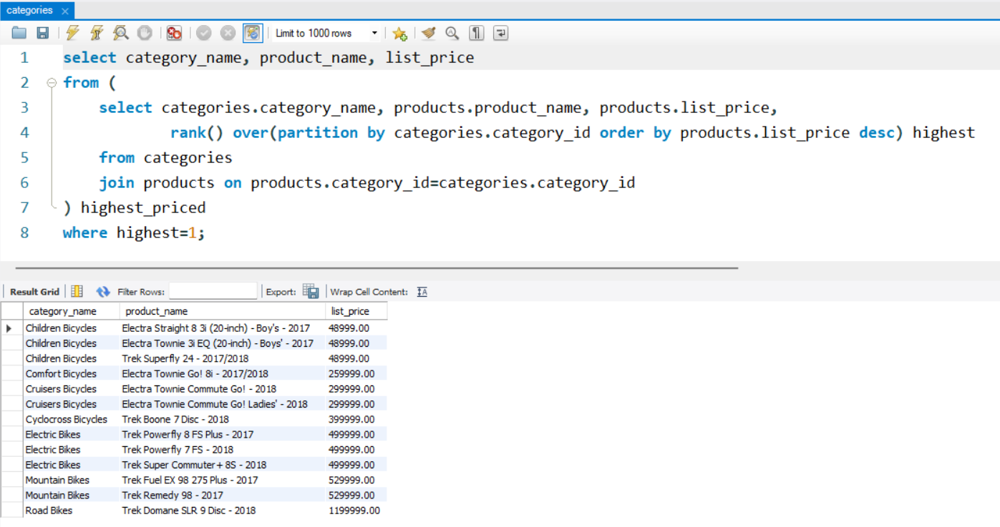 categories
Limit to 1000 rows
1 select category_name, product_name, list_price
2 from (
3 select categories.category_name, products.product_name, products.list_price,
4 rank() over(partition by categories.category_id order by products.list_price desc) highest
5 from categories
6 join products on products.category_id=categories.category_id
7 ) highest_priced
8 where highest=1;
Result Grid Filter Rows: Export: Wrap Cell Content:
category_name product_name list_price
Children Bicycles Electra Straight 8 3i (20-inch) - Boy's - 2017 48999.00
Children Bicycles Electra Townie 3i EQ (20-inch) - Boys' - 2017 48999.00
Children Bicycles Trek Superfly 24 - 2017/2018 48999.00
Comfort Bicycles Electra Townie Go! 8i - 2017/2018 259999.00
Cruisers Bicycles Electra Townie Commute Go! - 2018 299999.00
Cruisers Bicycles Electra Townie Commute Go! Ladies' - 2018 299999.00
Cyclocross Bicycles Trek Boone 7 Disc - 2018 399999.00
Electric Bikes Trek Powerfly 8 FS Plus - 2017 499999.00
Electric Bikes Trek Powerfly 7 FS - 2018 499999.00
Electric Bikes Trek Super Commuter+ 8S - 2018 499999.00
Mountain Bikes Trek Fuel EX 98 275 Plus - 2017 529999.00
Mountain Bikes Trek Remedy 98 - 2017 529999.00
Road Bikes Trek Domane SLR 9 Disc - 2018 1199999.00